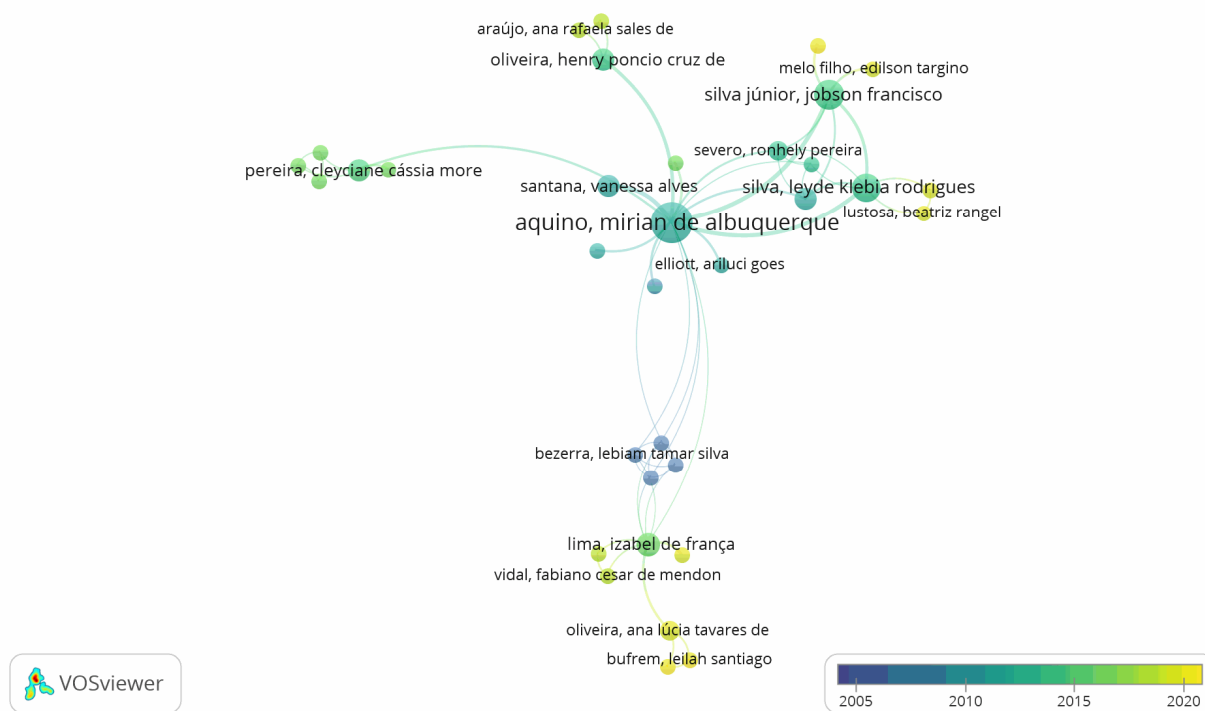 araújo, ana rafaela sales de
oliveira, henry poncio cruz de
melo filho, edilson targino
silva júnior, jobson francisco
severo, ronhely pereira
pereira, cleyciane cássia more
santana, vanessa alves
silva, leyde klebia rodrigues
lustosa, beatriz rangel
aquino, mirian de albuquerque
elliott, ariluci goes
bezerra, lebiam tamar silva
lima, izabel de frança
vidal, fabiano cesar de mendon
oliveira, ana lúcia tavares de
bufrem, leilah santiago
VOSviewer
2005 2010 2015 2020